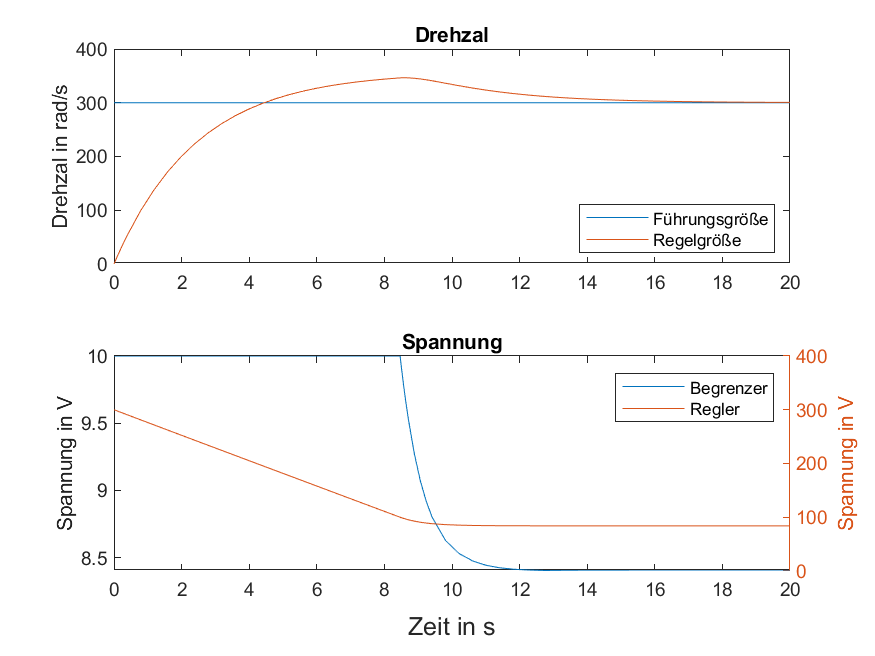 Drehzal
400
300
200
100
0
Drehzal in rad/s
0 2 4 6 8 10 12 14 16 18 20
Führungsgröße
Regelgröße
Spannung
10
9.5
9
8.5
Spannung in V
400
300
200
100
0
Spannung in V
Begrenzer
Regler
0 2 4 6 8 10 12 14 16 18 20
Zeit in s